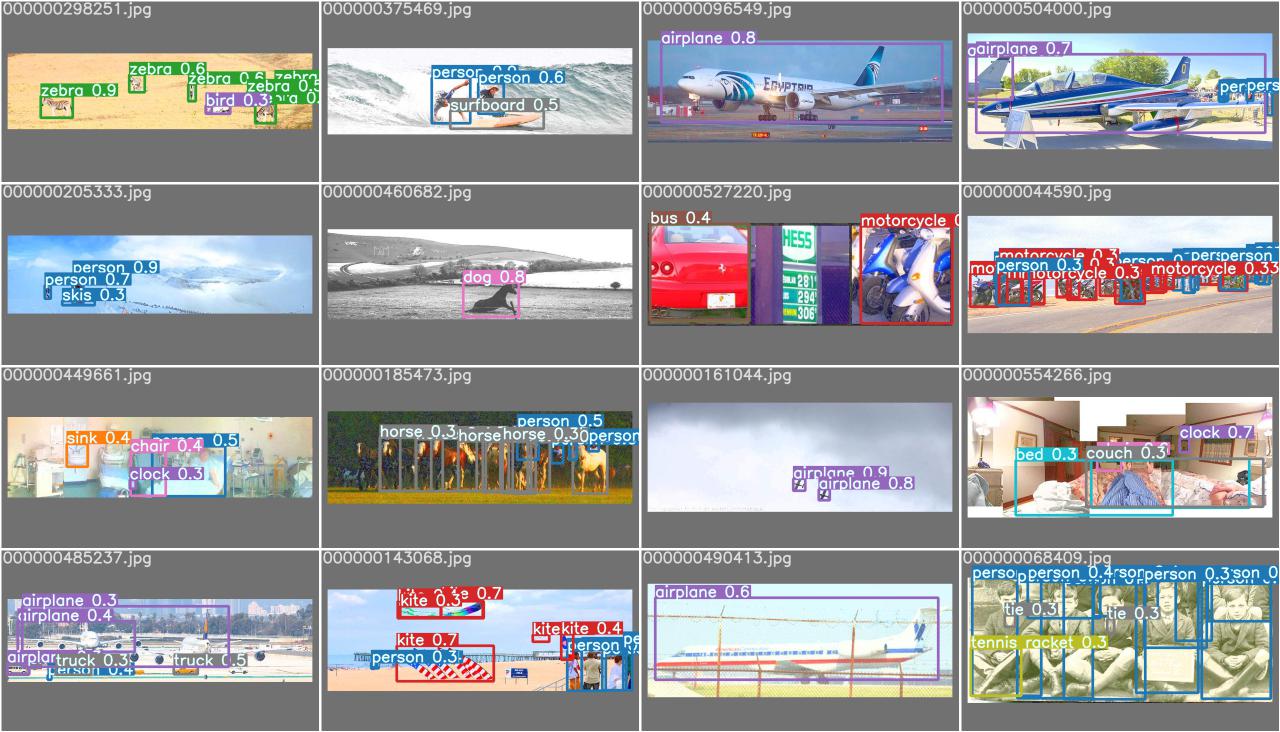 000000298251.jpg
zebra 0.9
zebra 0.6
zebra 0.6
zebra
zebra 0.
bird 0.3
000000375469.jpg
person 0.9
person 0.6
surfboard 0.5
000000096549.jpg
airplane 0.8
EGYPTAIR
000000504000.jpg
airplane 0.7
per
pers
000000205333.jpg
person 0.9
person 0.7
skis 0.3
000000460682.jpg
dog 0.8
000000527220.jpg
bus 0.4
motorcycle 0
HESS
281
294
306
000000044590.jpg
motorcycle 0.3
mo
person 0.3
motorcycle 0.3
person
motorcycle 0.33
000000449661.jpg
sink 0.4
chair 0.4
person 0.5
clock 0.3
000000185473.jpg
person 0.5
horse 0.3
horse
horse 0.3
person
000000161044.jpg
airplane 0.9
airplane 0.8
000000554266.jpg
clock 0.7
bed 0.3
couch 0.3
000000485237.jpg
airplane 0.3
airplane 0.4
airplan
truck 0.3
truck 0.5
person 0.4
000000143068.jpg
kite 0.7
kite 0.3
kite 0.7
kite
kite 0.4
person 0.3
person
pe
000000490413.jpg
airplane 0.6
000000068409.jpg
perso
person 0.4
person
person 0.3
son 0
tie 0.3
tie 0.3
tennis racket 0.3